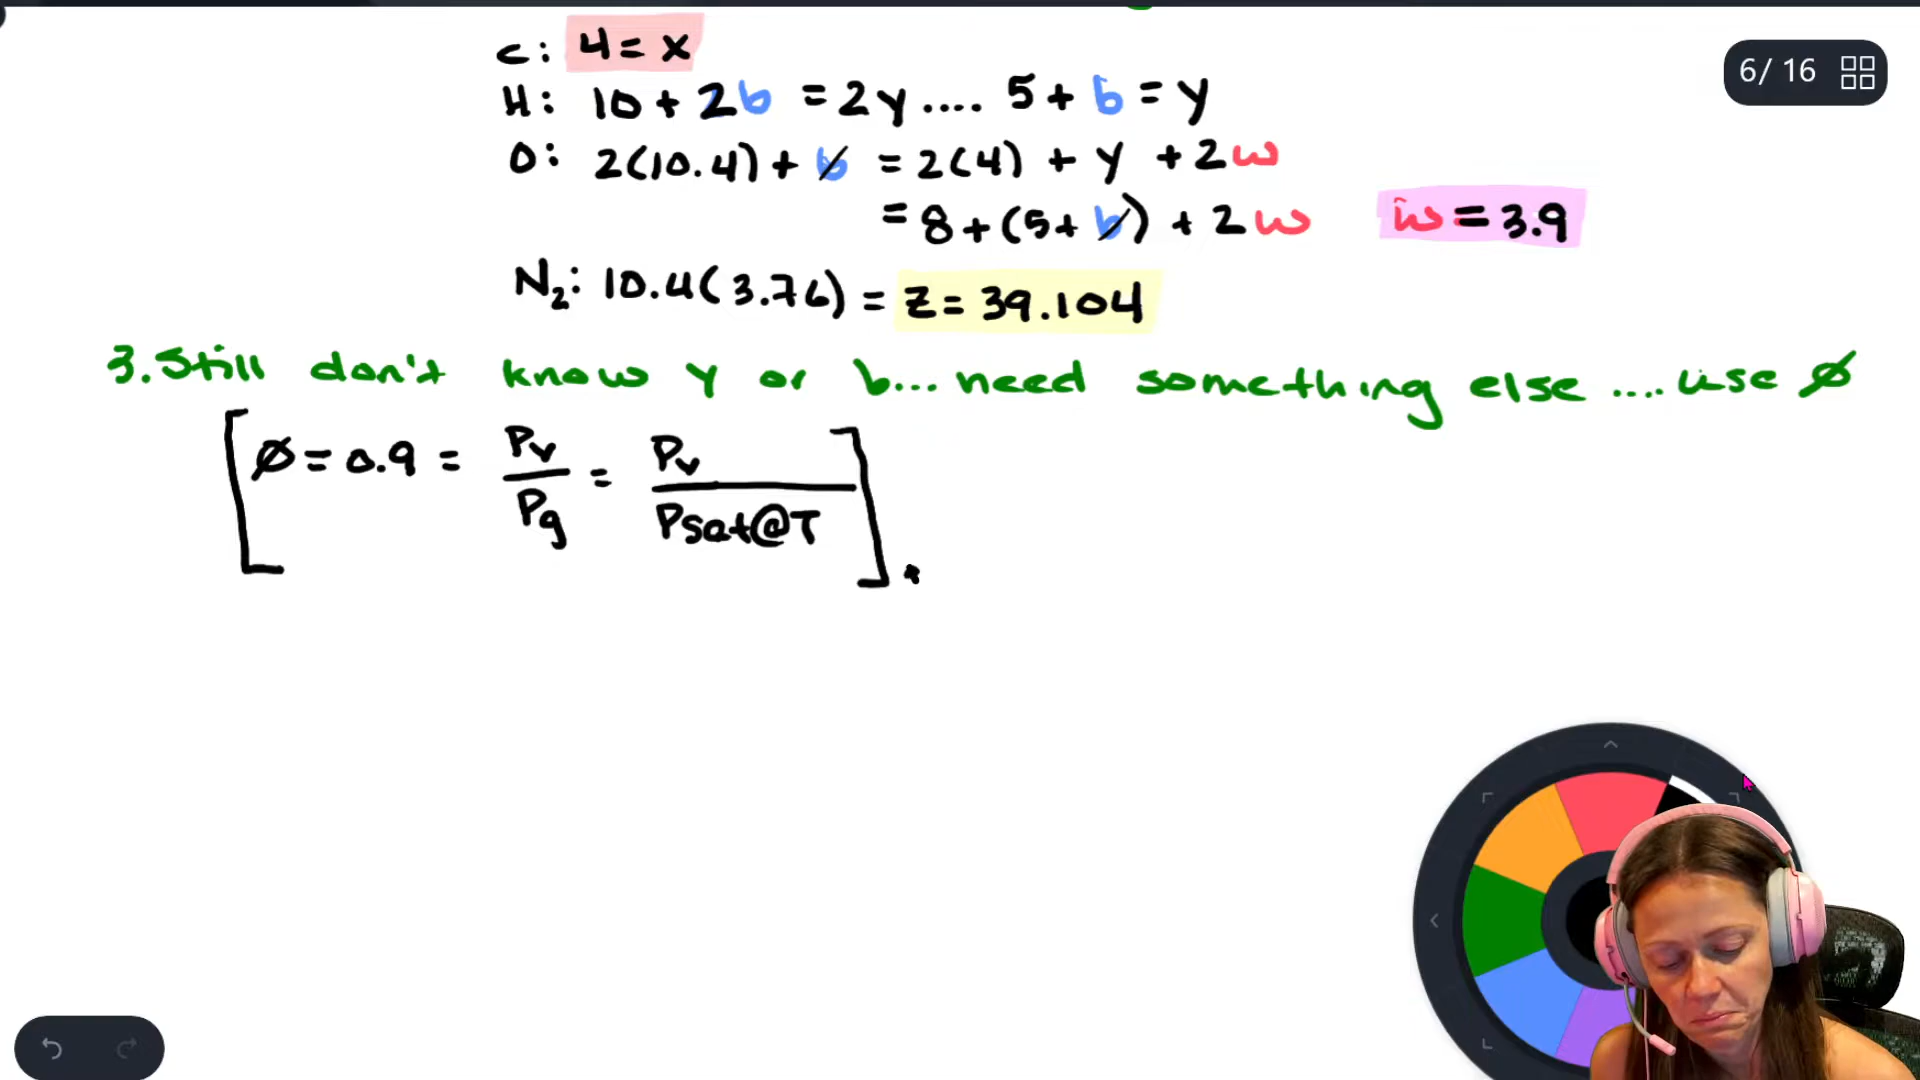 6/ 16
C: 4 = x
H: 10 + 2b = 2y .... 5 + b = y
O: 2(10.4) + b = 2(4) + y + 2w
= 8 + (5 + b) + 2w w = 3.9
N₂: 10.4(3.76) = z = 39.104
3. Still don't know y or b... need something else .... use Ø
[Ø = 0.9 = Pv/Pg = Pv/Psat@T].